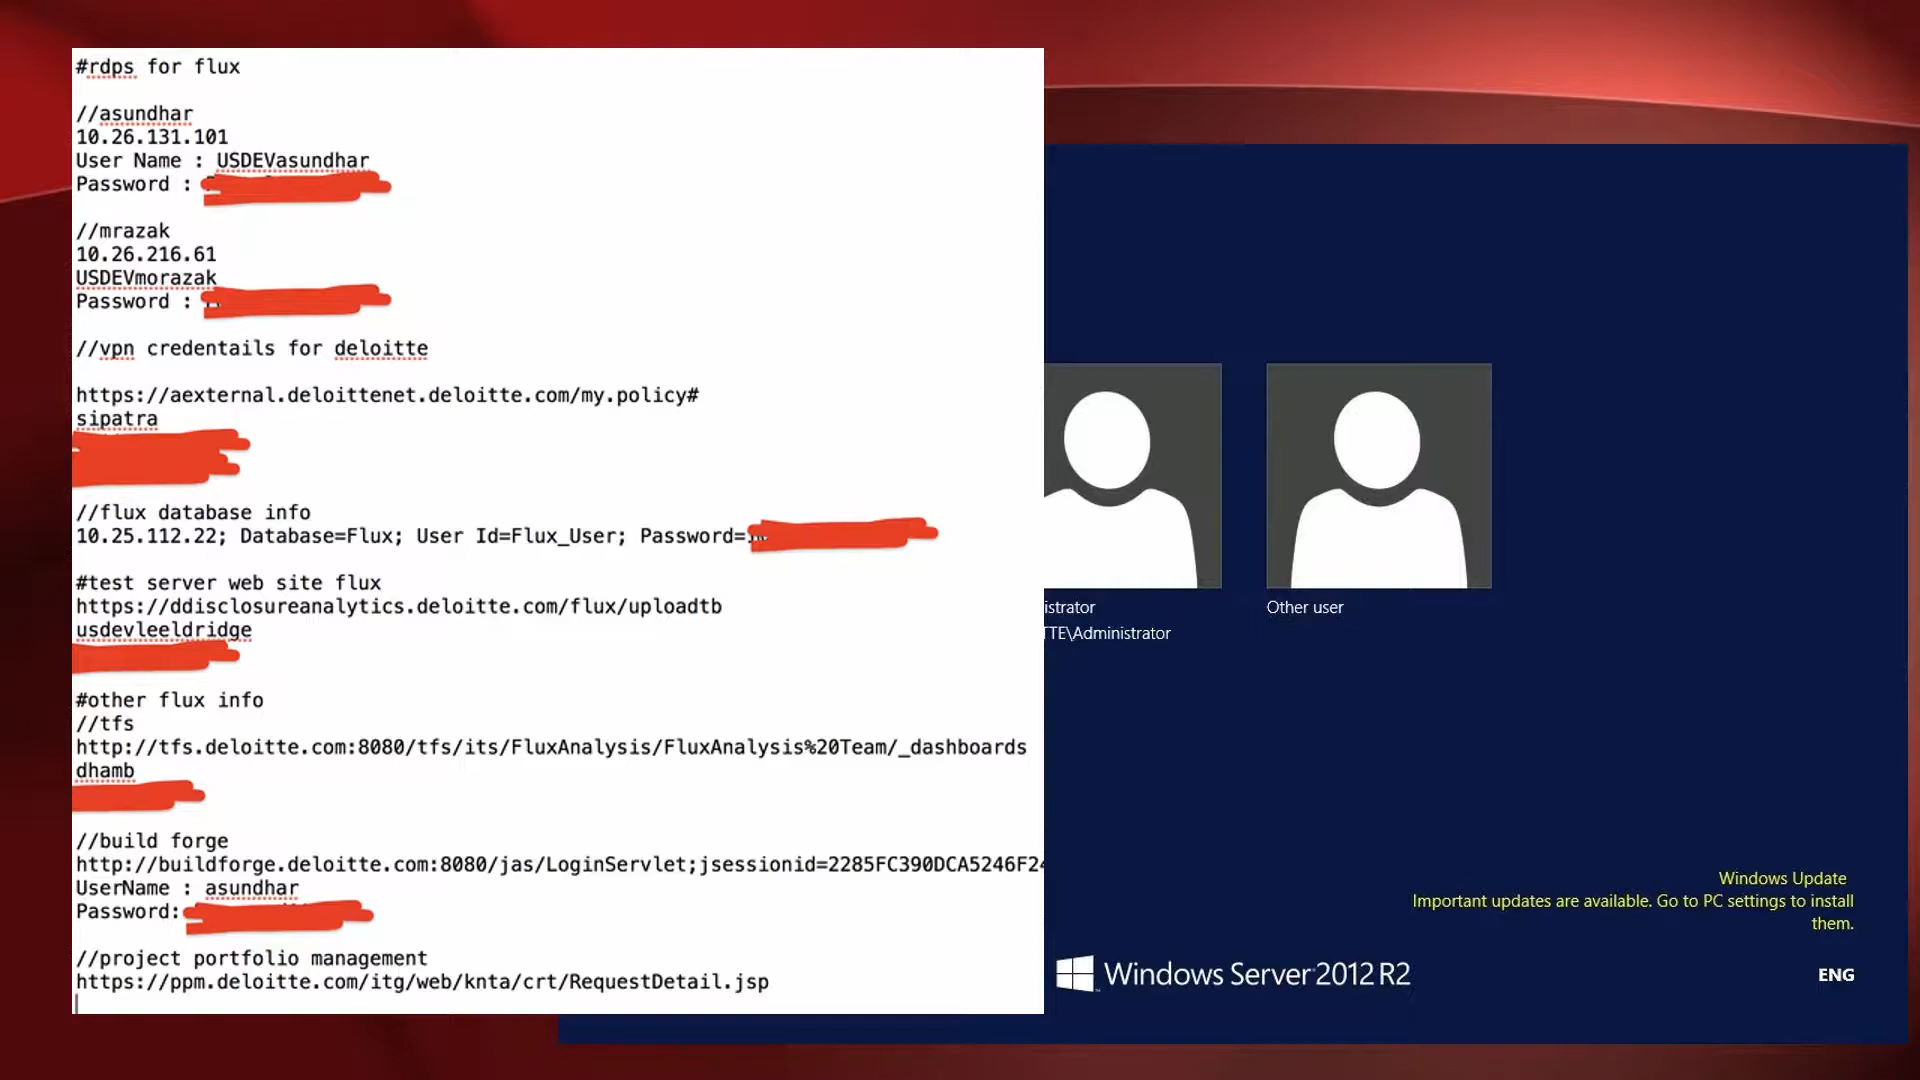 #rdps for flux
//asundhar
10.26.131.101
User Name : USDEVasundhar
Password :
//mrazak
10.26.216.61
USDEVmorazak
Password :
//vpn credentails for deloitte
https://aexternal.deloittenet.deloitte.com/my.policy#
sipatra
//flux database info
10.25.112.22; Database=Flux; User Id=Flux_User; Password=
#test server web site flux
https://ddisclosureanalytics.deloitte.com/flux/uploadtb
usdevleeldridge
#other flux info
//tfs
http://tfs.deloitte.com:8080/tfs/its/FluxAnalysis/FluxAnalysis%20Team/_dashboards
dhamb
//build forge
http://buildforge.deloitte.com:8080/jas/LoginServlet;jsessionid=2285FC390DCA5246F24
UserName : asundhar
Password:
//project portfolio management
https://ppm.deloitte.com/itg/web/knta/crt/RequestDetail.jsp
istrator
TTE\Administrator
Other user
Windows Update
Important updates are available. Go to PC settings to install
them.
Windows Server 2012 R2
ENG